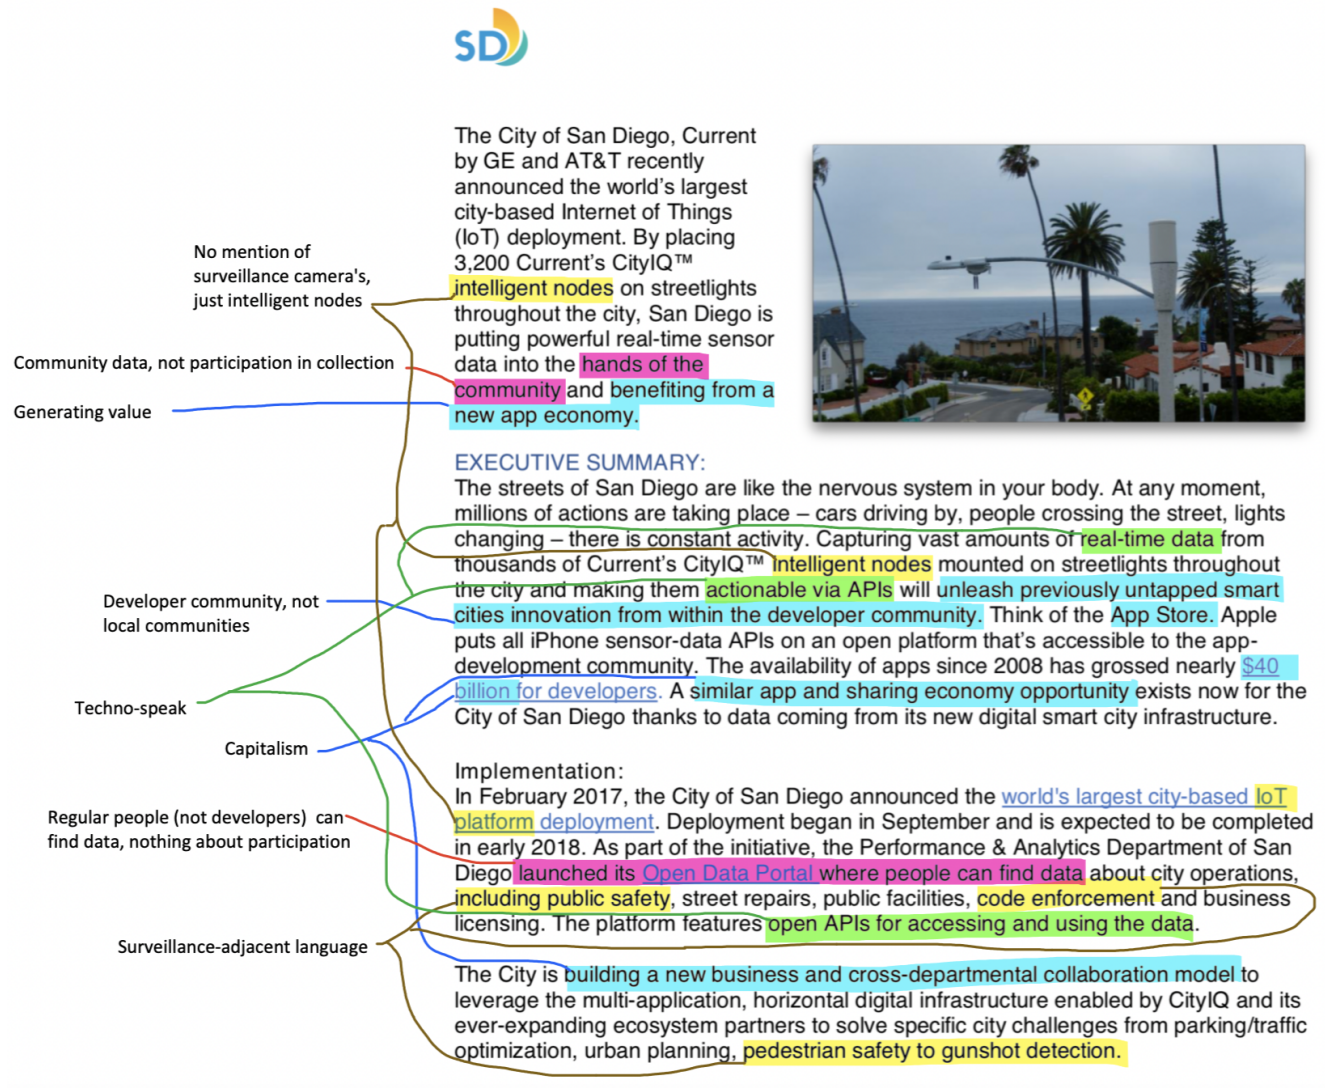 SD
The City of San Diego, Current
by GE and AT&T recently
announced the world's largest
city-based Internet of Things
(IoT) deployment. By placing
3,200 Current's CityIQ™
intelligent nodes on streetlights
throughout the city, San Diego is
putting powerful real-time sensor
data into the hands of the
community and benefiting from a
new app economy.
No mention of
surveillance camera's,
just intelligent nodes
Community data, not participation in collection
Generating value
EXECUTIVE SUMMARY:
The streets of San Diego are like the nervous system in your body. At any moment,
millions of actions are taking place – cars driving by, people crossing the street, lights
changing – there is constant activity. Capturing vast amounts of real-time data from
thousands of Current's CityIQ™ intelligent nodes mounted on streetlights throughout
the city and making them actionable via APIs will unleash previously untapped smart
cities innovation from within the developer community. Think of the App Store. Apple
puts all iPhone sensor-data APIs on an open platform that's accessible to the app-
development community. The availability of apps since 2008 has grossed nearly $40
billion for developers. A similar app and sharing economy opportunity exists now for the
City of San Diego thanks to data coming from its new digital smart city infrastructure.
Developer community, not
local communities
Techno-speak
Capitalism
Implementation:
In February 2017, the City of San Diego announced the world's largest city-based IoT
platform deployment. Deployment began in September and is expected to be completed
in early 2018. As part of the initiative, the Performance & Analytics Department of San
Diego launched its Open Data Portal where people can find data about city operations,
including public safety, street repairs, public facilities, code enforcement and business
licensing. The platform features open APIs for accessing and using the data.
Regular people (not developers) can
find data, nothing about participation
Surveillance-adjacent language
The City is building a new business and cross-departmental collaboration model to
leverage the multi-application, horizontal digital infrastructure enabled by CityIQ and its
ever-expanding ecosystem partners to solve specific city challenges from parking/traffic
optimization, urban planning, pedestrian safety to gunshot detection.